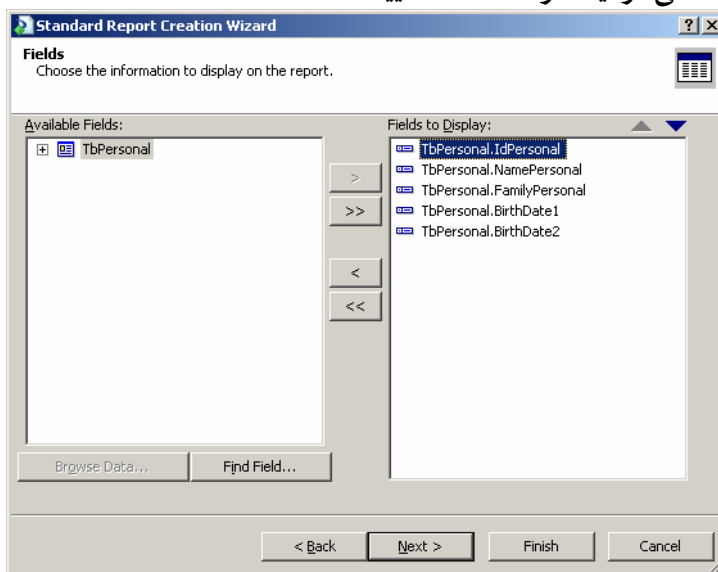 Standard Report Creation Wizard
Fields
Choose the information to display on the report.
Available Fields:
TbPersonal
>
>>
<
<<
Browse Data...
Find Field...
Fields to Display:
TbPersonal.IdPersonal
TbPersonal.NamePersonal
TbPersonal.FamilyPersonal
TbPersonal.BirthDate1
TbPersonal.BirthDate2
< Back
Next >
Finish
Cancel